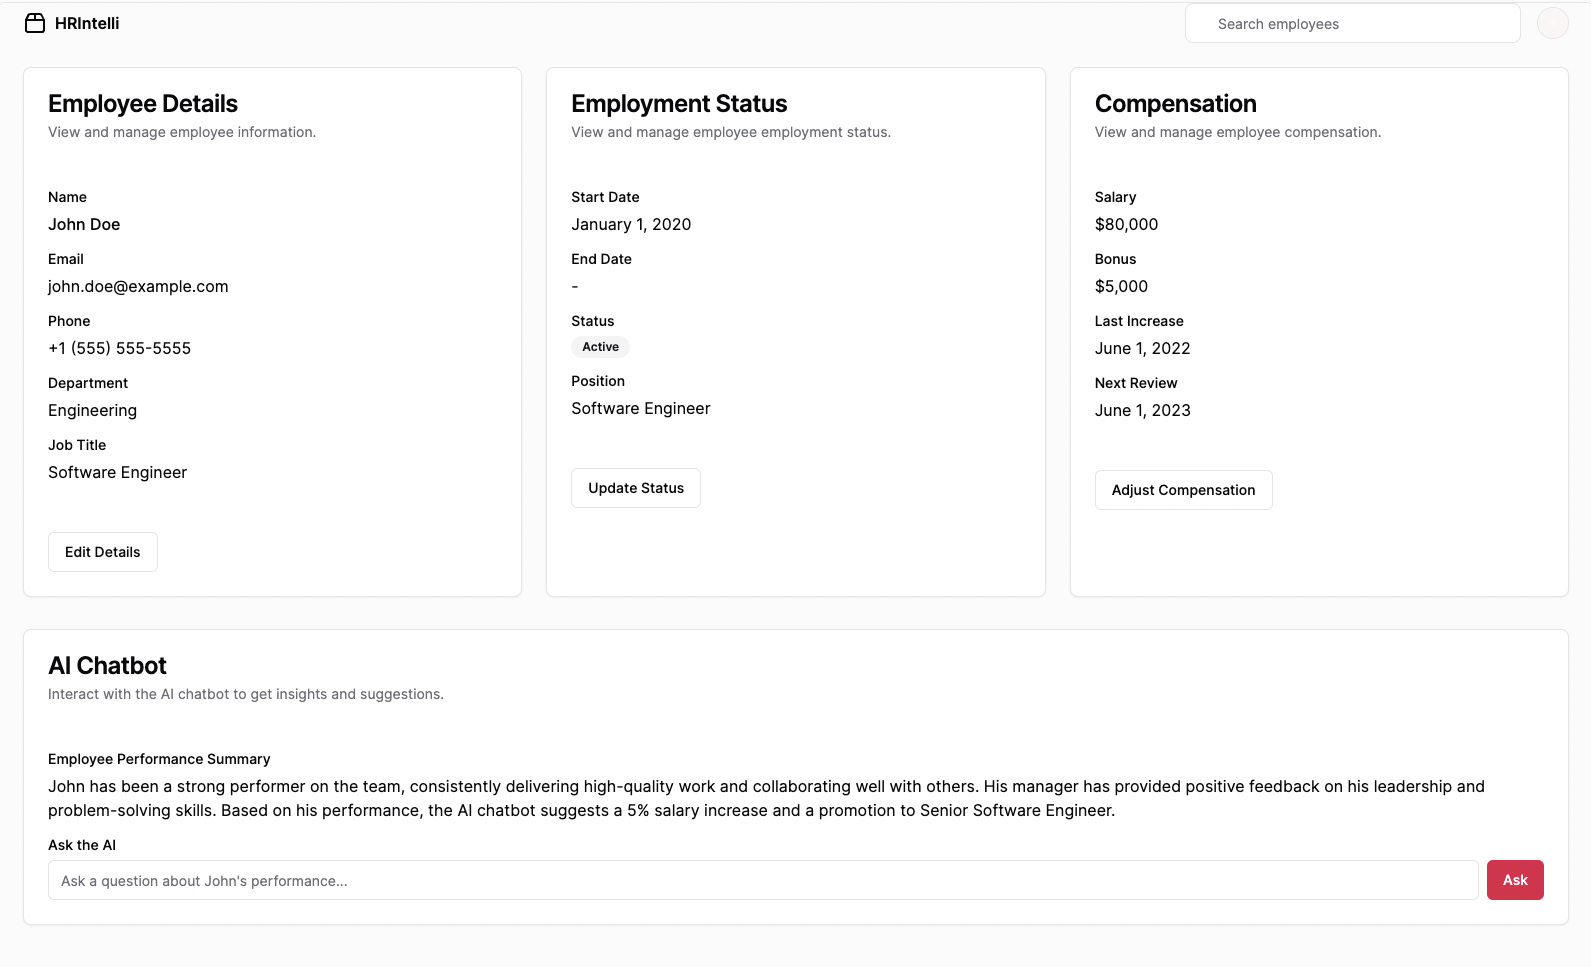 HRIntelli
Search employees
Employee Details
View and manage employee information.
Name
John Doe
Email
john.doe@example.com
Phone
+1 (555) 555-5555
Department
Engineering
Job Title
Software Engineer
Edit Details
Employment Status
View and manage employee employment status.
Start Date
January 1, 2020
End Date
-
Status
Active
Position
Software Engineer
Update Status
Compensation
View and manage employee compensation.
Salary
$80,000
Bonus
$5,000
Last Increase
June 1, 2022
Next Review
June 1, 2023
Adjust Compensation
AI Chatbot
Interact with the AI chatbot to get insights and suggestions.
Employee Performance Summary
John has been a strong performer on the team, consistently delivering high-quality work and collaborating well with others. His manager has provided positive feedback on his leadership and
problem-solving skills. Based on his performance, the AI chatbot suggests a 5% salary increase and a promotion to Senior Software Engineer.
Ask the AI
Ask a question about John's performance...
Ask